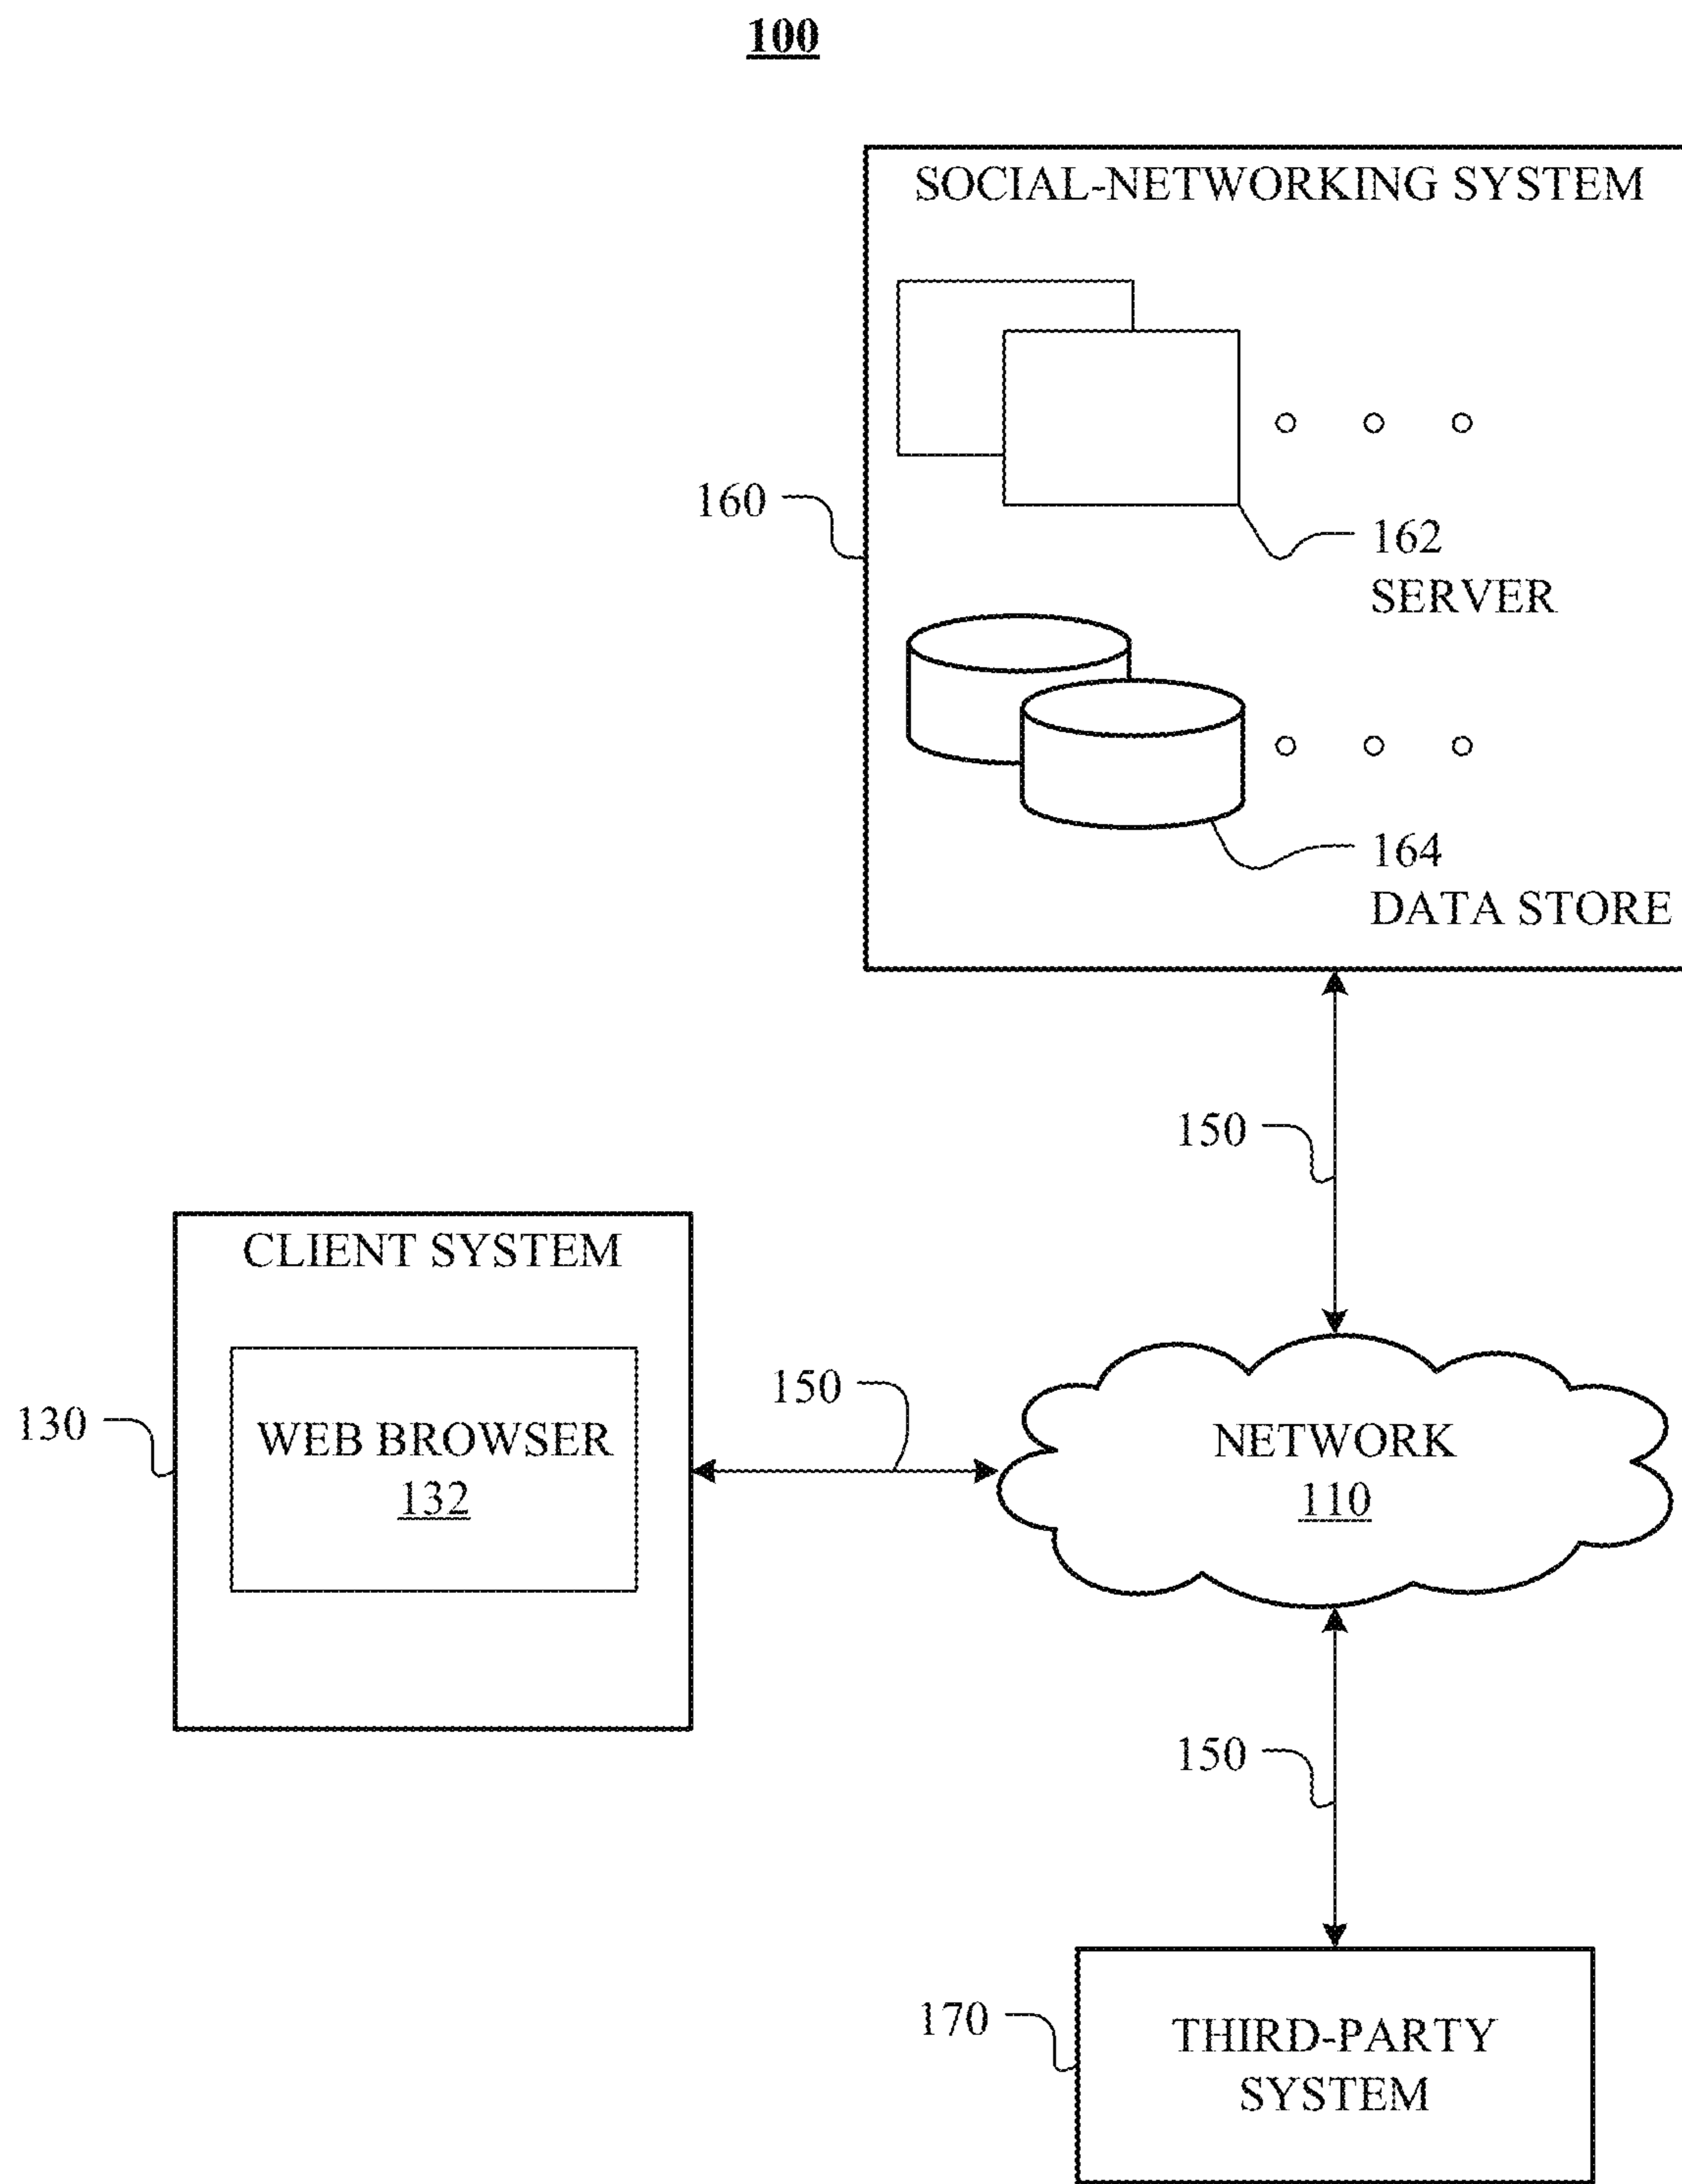 100
SOCIAL-NETWORKING SYSTEM
160
162
SERVER
164
DATA STORE
150
CLIENT SYSTEM
130
WEB BROWSER
132
150
NETWORK
110
150
170
THIRD-PARTY
SYSTEM